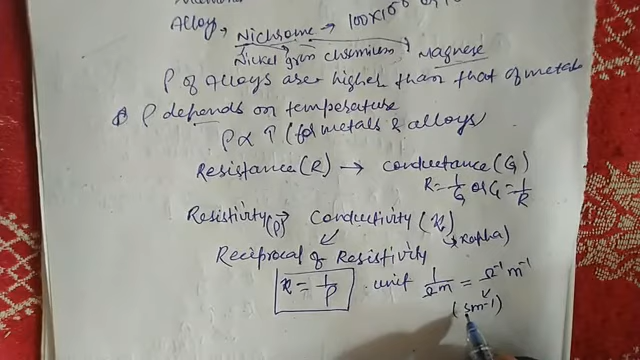 Alloy, Nichrome → 100×10
Nickel iron chromium Magnese
ρ of Alloys are higher than that of metals
ρ depends on temperature
ρ ∝ T (for metals & alloys)
Resistance (R) → conductance (G)
R = 1/G or G = 1/R
Resistivity (ρ) → Conductivity (κ)
(kappa)
Reciprocal of Resistivity
κ = 1/ρ unit 1/Ωm = Ω⁻¹ m⁻¹
(Sm⁻¹)